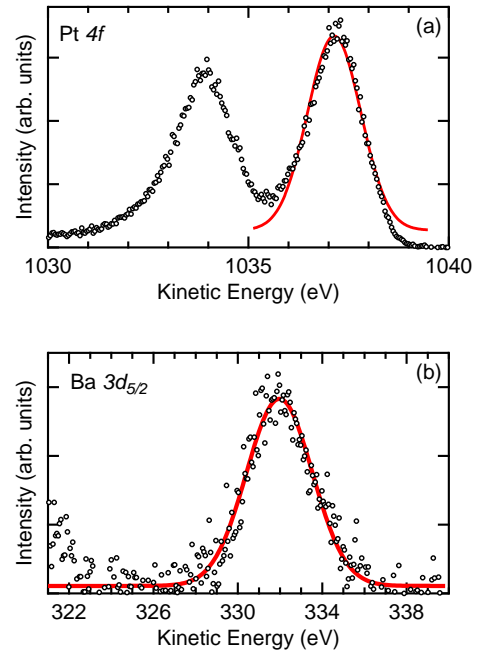 Pt 4f
(a)
Intensity (arb. units)
1030
1035
1040
Kinetic Energy (eV)
Ba 3d5/2
(b)
Intensity (arb. units)
322
326
330
334
338
Kinetic Energy (eV)